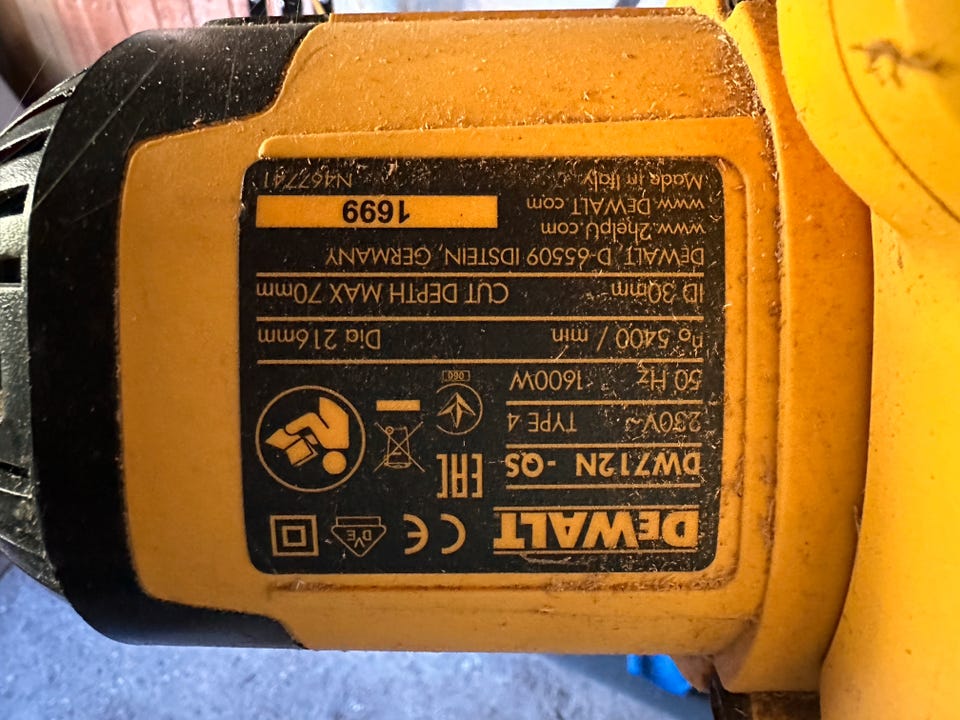 DEWALT
DW712N -QS
230V~ TYPE 4
50 Hz 1600W
EAC
D'V'E
060
n₀ 5400 / min Dia 216mm
ID 30mm CUT DEPTH MAX 70mm
DEWALT, D-65509 IDSTEIN, GERMANY
www.2helpU.com
www.DEWALT.com
1699
Made in Italy N467741